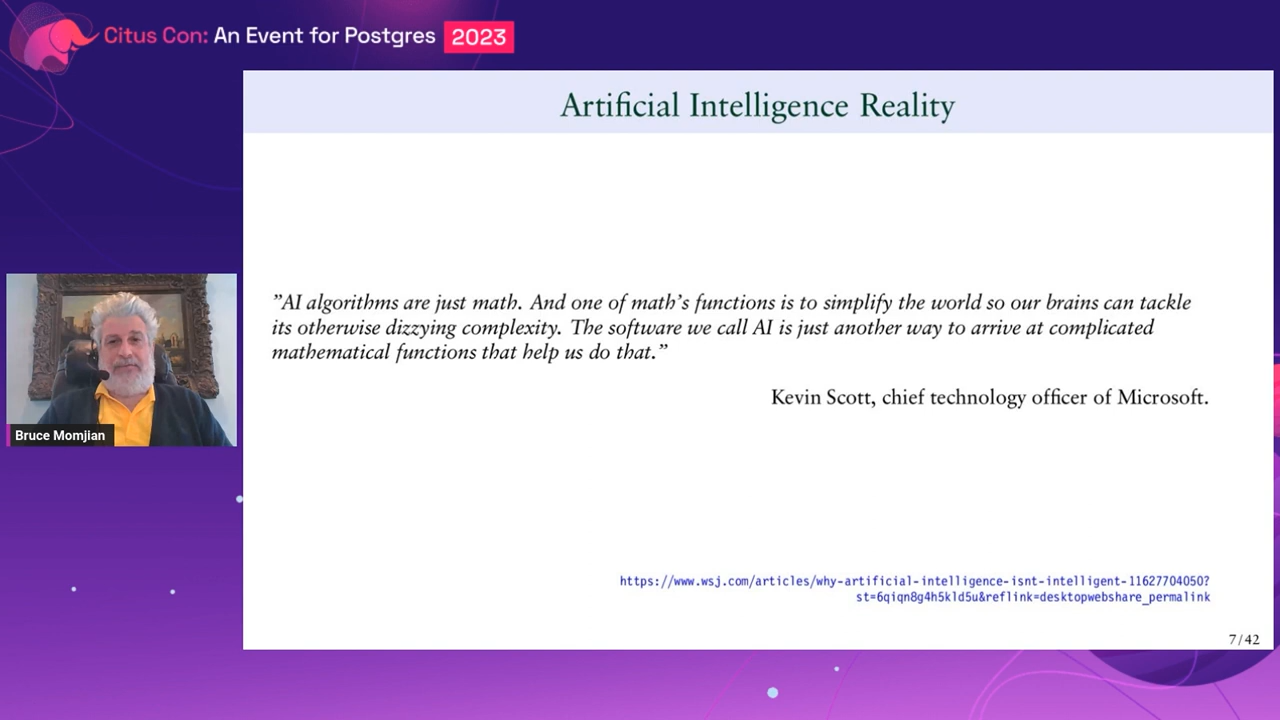 Citus Con: An Event for Postgres 2023
Artificial Intelligence Reality
”AI algorithms are just math. And one of math’s functions is to simplify the world so our brains can tackle
its otherwise dizzying complexity. The software we call AI is just another way to arrive at complicated
mathematical functions that help us do that.”
Kevin Scott, chief technology officer of Microsoft.
Bruce Momjian
https://www.wsj.com/articles/why-artificial-intelligence-isnt-intelligent-11627704050?
st=6qiqn8g4h5kld5u&reflink=desktopwebshare_permalink
7/42